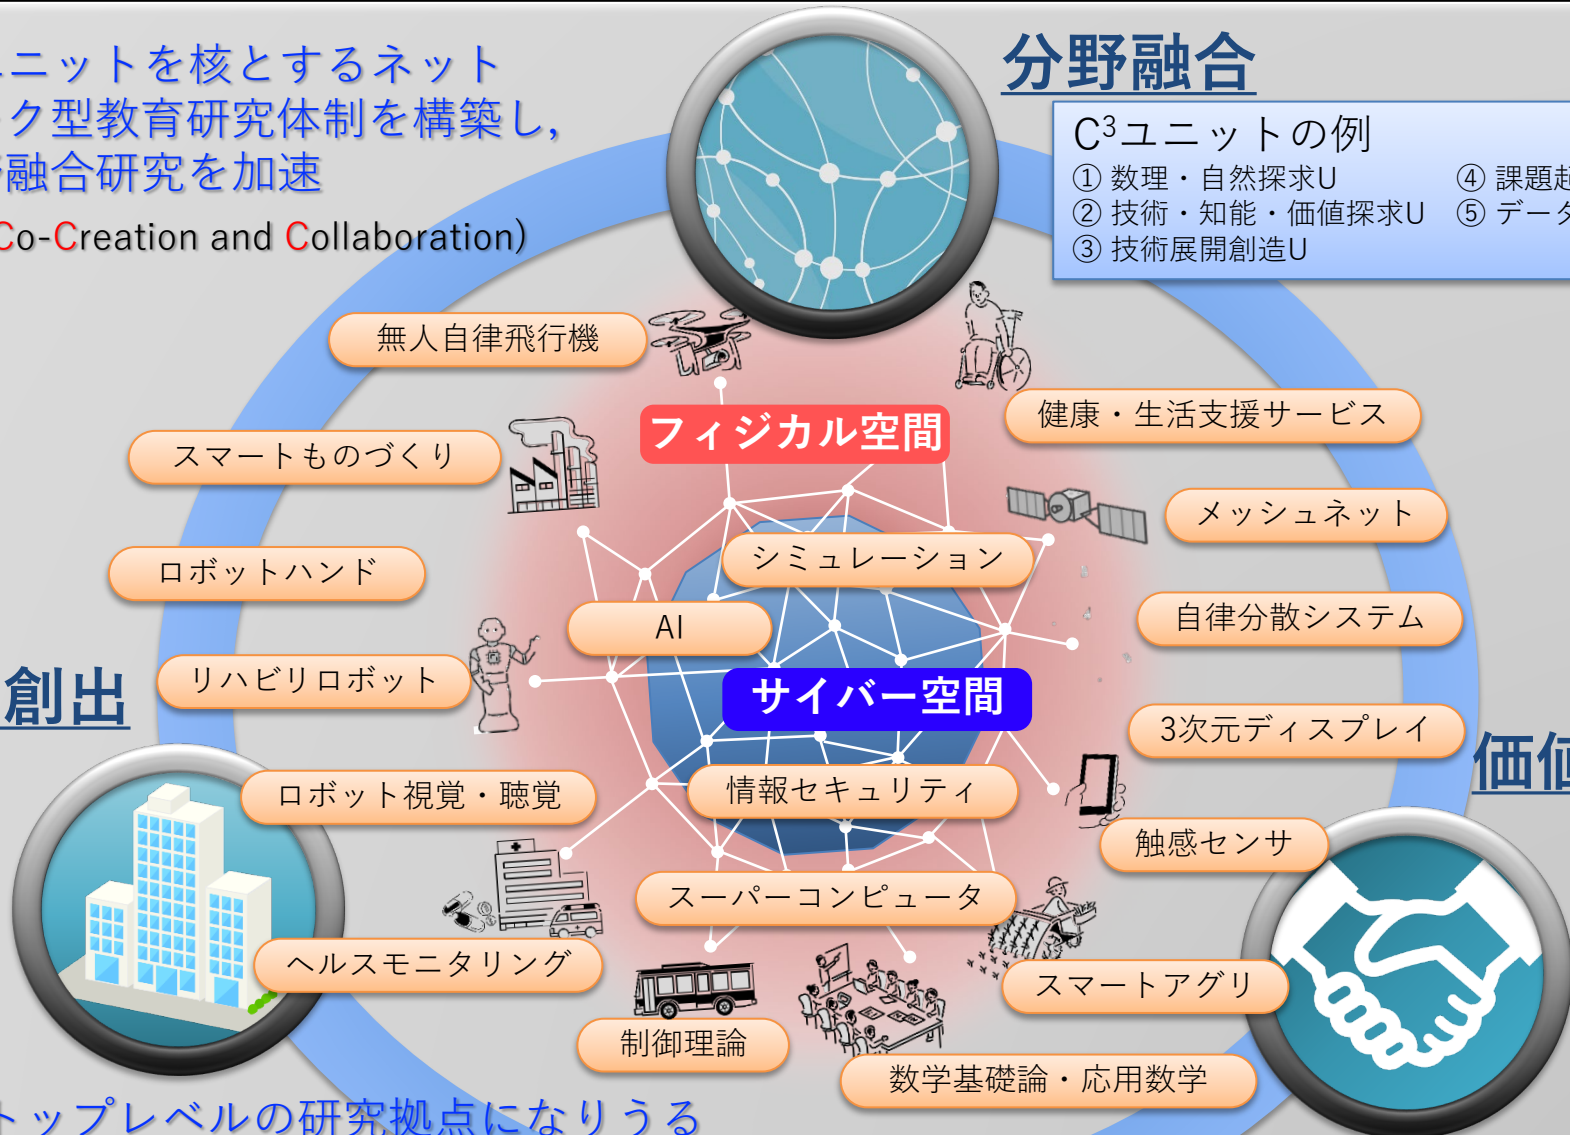 ニットを核とするネット
ク型教育研究体制を構築し,
融合研究を加速
Co-Creation and Collaboration)
分野融合
C³ユニットの例
① 数理・自然探求U
② 技術・知能・価値探求U
③ 技術展開創造U
④ 課題
⑤ データ
無人自律飛行機
フィジカル空間
健康・生活支援サービス
スマートものづくり
メッシュネット
シミュレーション
ロボットハンド
AI
自律分散システム
リハビリロボット
創出
サイバー空間
3次元ディスプレイ
価値
ロボット視覚・聴覚
情報セキュリティ
触感センサ
スーパーコンピュータ
ヘルスモニタリング
スマートアグリ
制御理論
数学基礎論・応用数学
トップレベルの研究拠点になりうる